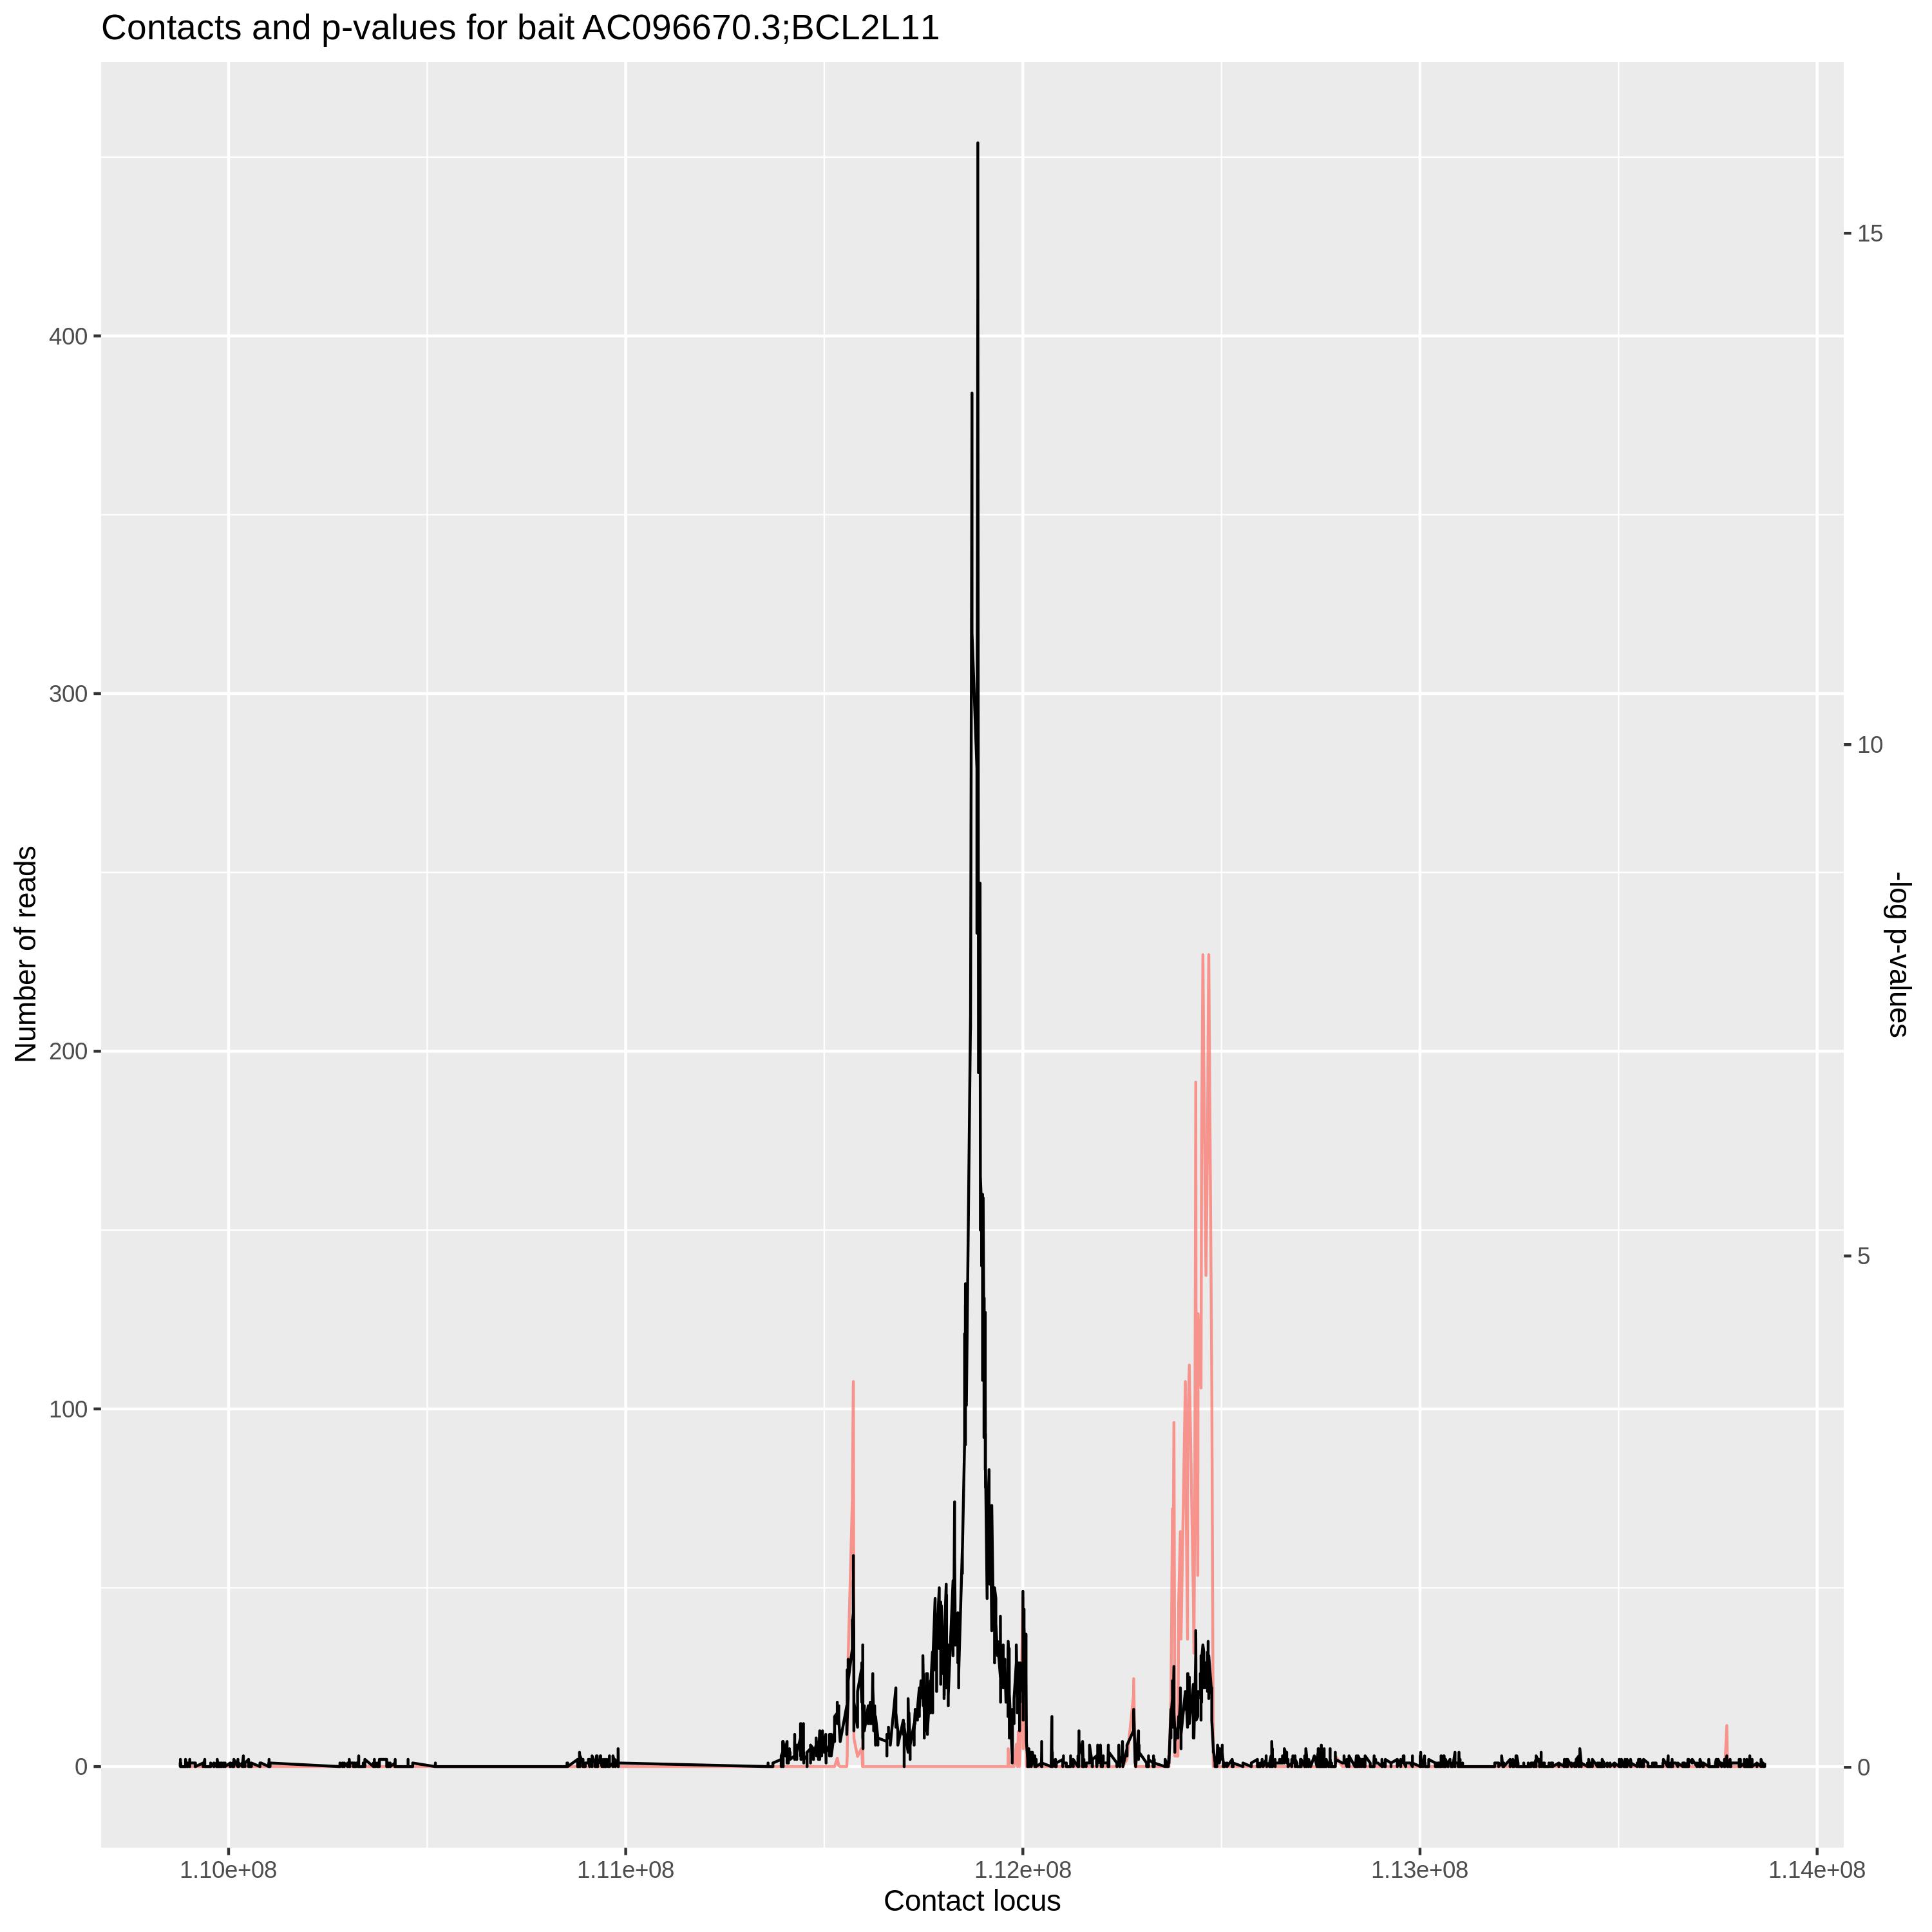 Contacts and p-values for bait AC096670.3;BCL2L11
Number of reads
400
300
200
100
0
15
10
5
0
-log p-values
1.10e+08
1.11e+08
1.12e+08
1.13e+08
1.14e+08
Contact locus